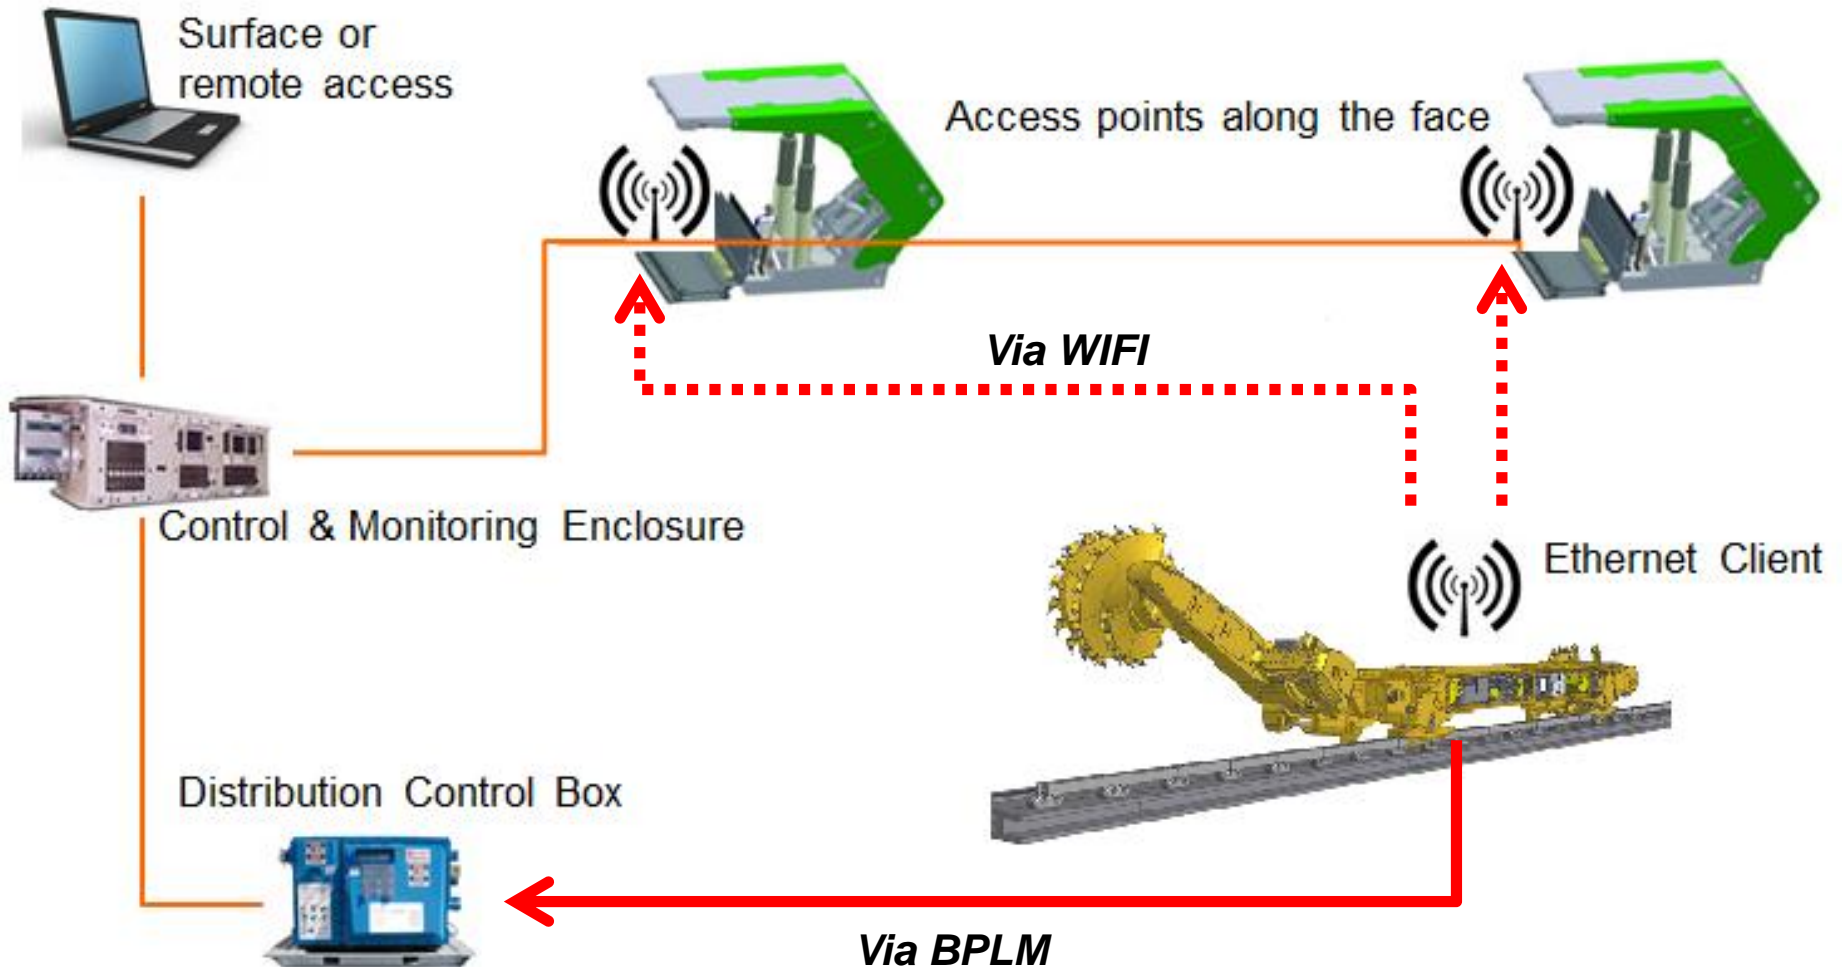 Surface or
remote access
Access points along the face
Via WIFI
Control & Monitoring Enclosure
Ethernet Client
Distribution Control Box
Via BPLM